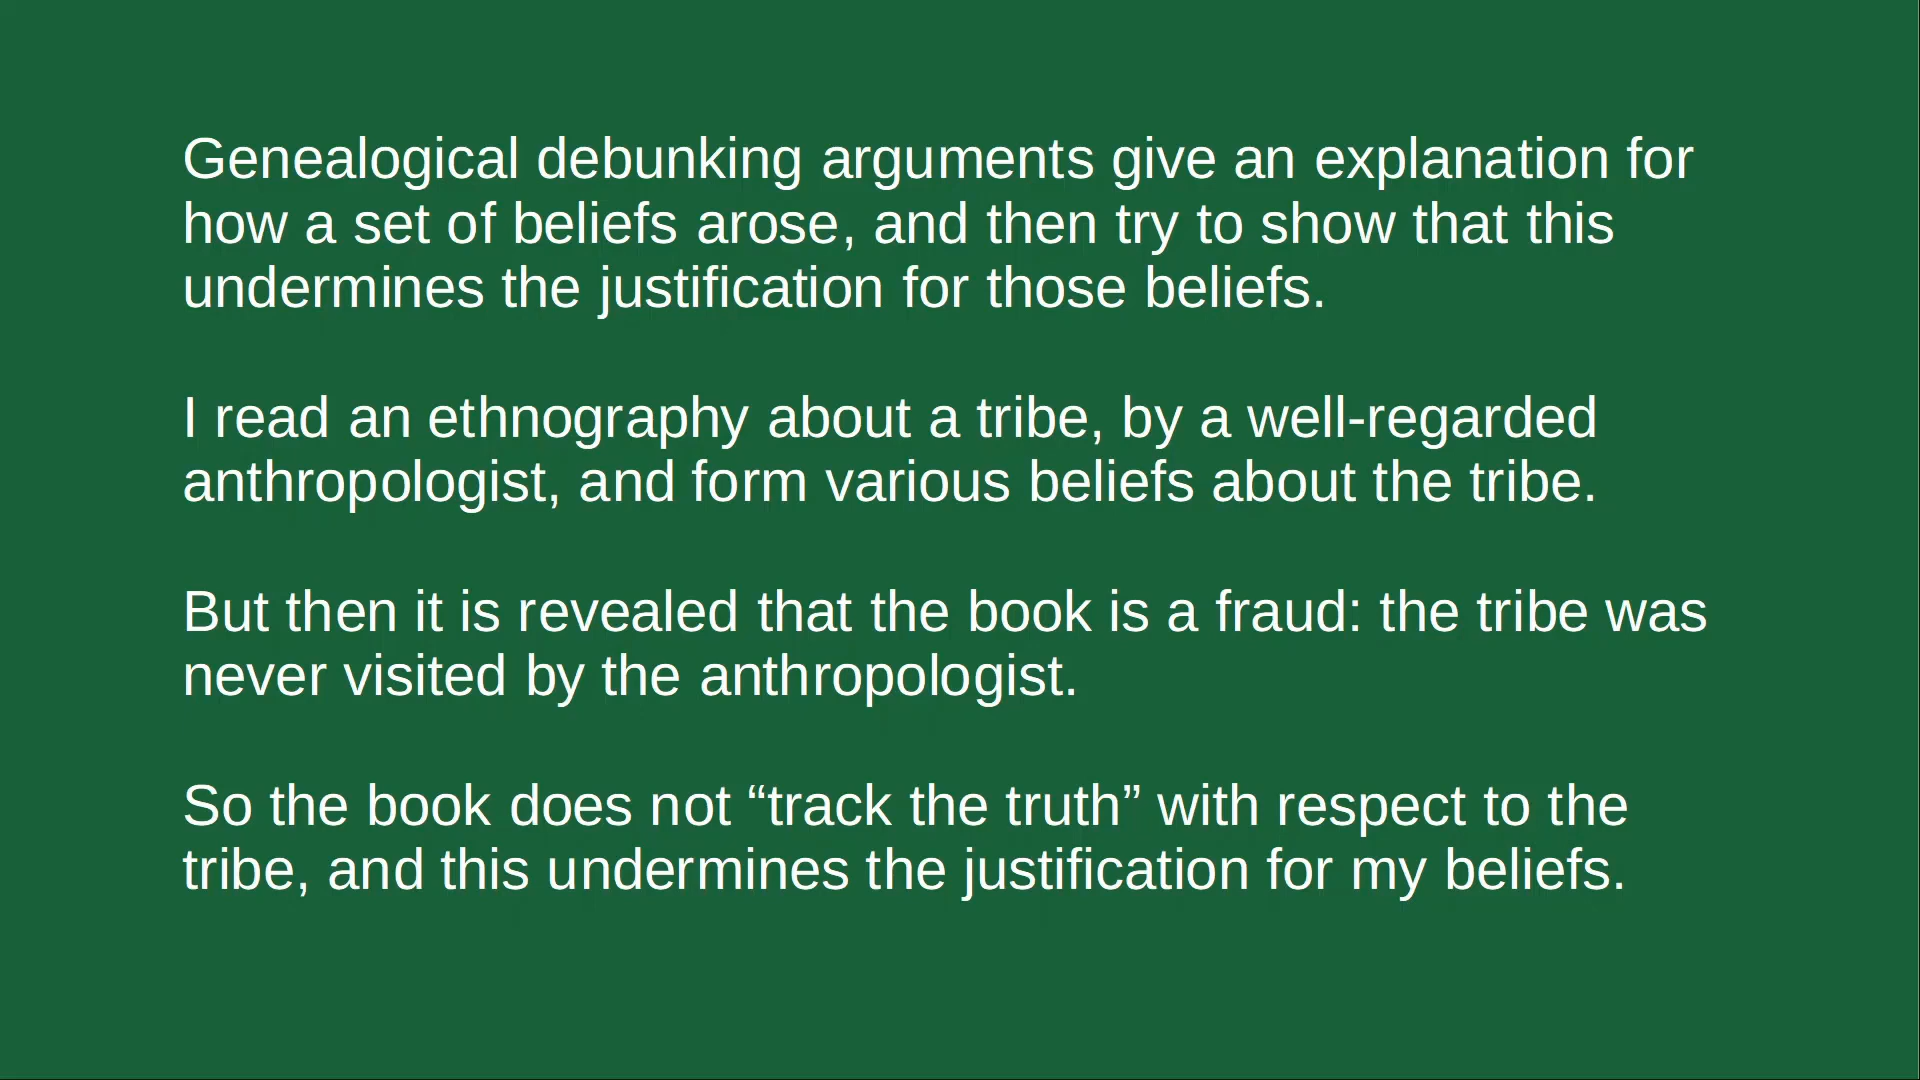 Genealogical debunking arguments give an explanation for
how a set of beliefs arose, and then try to show that this
undermines the justification for those beliefs.
I read an ethnography about a tribe, by a well-regarded
anthropologist, and form various beliefs about the tribe.
But then it is revealed that the book is a fraud: the tribe was
never visited by the anthropologist.
So the book does not “track the truth” with respect to the
tribe, and this undermines the justification for my beliefs.